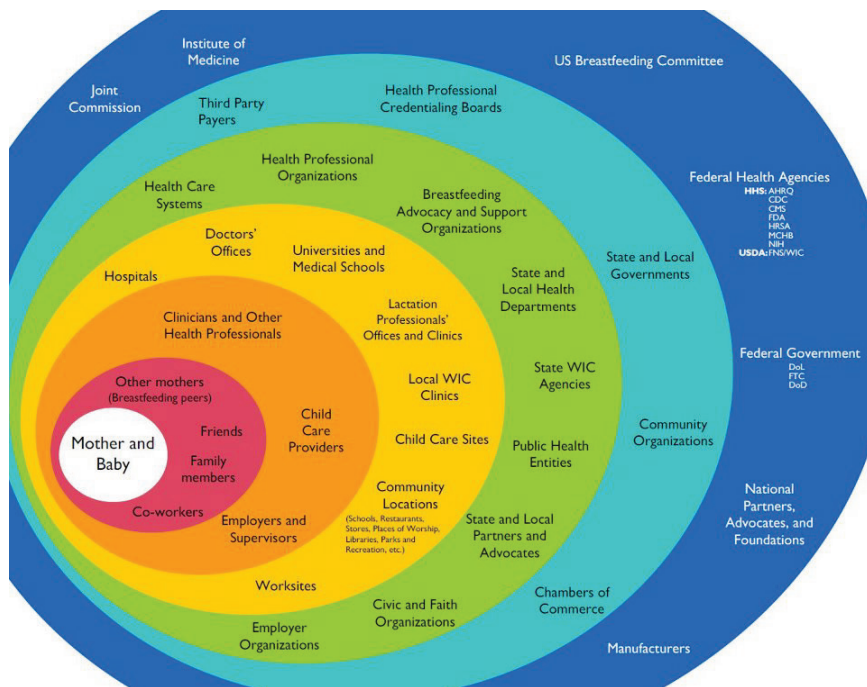 Institute of
Medicine
US Breastfeeding Committee
Joint
Commission
Third Party
Payers
Health Professional
Credentialing Boards
Health Professional
Organizations
Federal Health Agencies
HHS: AHRQ
CDC
CMS
FDA
HRSA
MCHB
NIH
USDA: FNS/WIC
Health Care
Systems
Breastfeeding
Advocacy and Support
Organizations
Doctors'
Offices
Universities and
Medical Schools
State and Local
Governments
Hospitals
State and
Local Health
Departments
Clinicians and Other
Health Professionals
Lactation
Professionals'
Offices and Clinics
Federal Government
DoL
FTC
DoD
Other mothers
(Breastfeeding peers)
Local WIC
Clinics
State WIC
Agencies
Friends
Child
Care
Providers
Child Care Sites
Community
Organizations
Mother and
Baby
Family
members
Public Health
Entities
Co-workers
Employers and
Supervisors
Community
Locations
(Schools, Restaurants,
Stores, Places of Worship,
Libraries, Parks and
Recreation, etc.)
State and Local
Partners
and Advocates
National
Partners,
Advocates, and
Foundations
Worksites
Civic and Faith
Organizations
Chambers of
Commerce
Employer
Organizations
Manufacturers